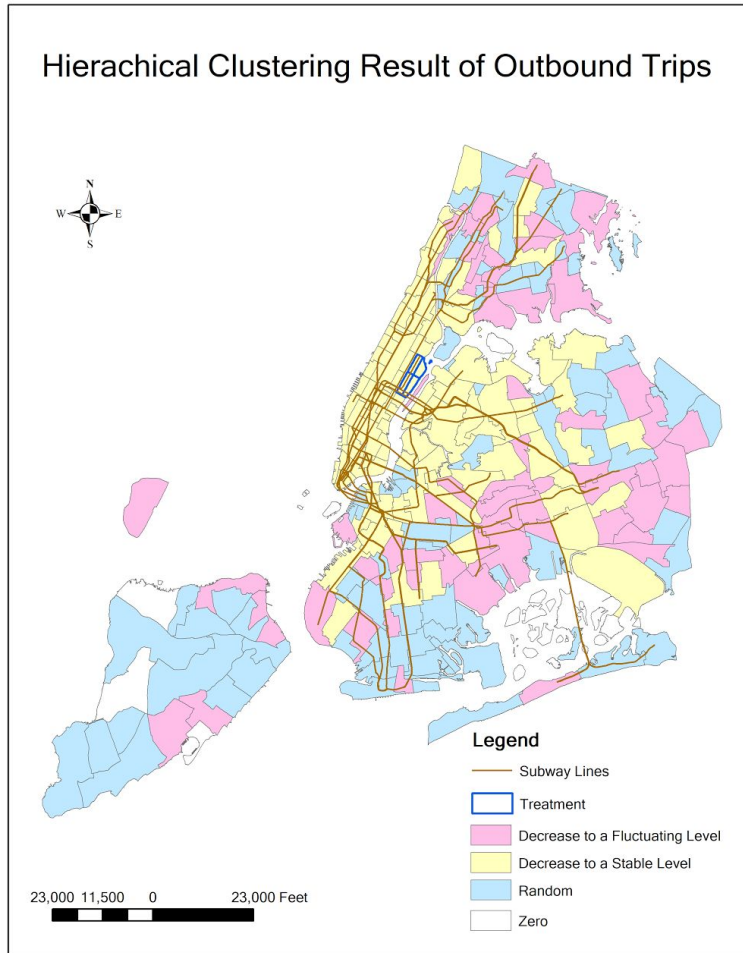 Hierachical Clustering Result of Outbound Trips
N
W E
S
Legend
Subway Lines
Treatment
Decrease to a Fluctuating Level
Decrease to a Stable Level
Random
Zero
23,000 11,500 0 23,000 Feet